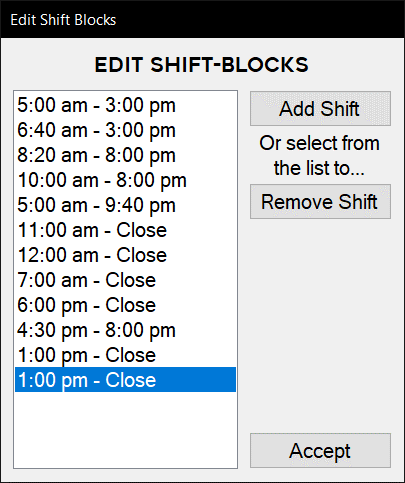 Edit Shift Blocks
EDIT SHIFT-BLOCKS
5:00 am - 3:00 pm
6:40 am - 3:00 pm
8:20 am - 8:00 pm
10:00 am - 8:00 pm
5:00 am - 9:40 pm
11:00 am - Close
12:00 am - Close
7:00 am - Close
6:00 pm - Close
4:30 pm - 8:00 pm
1:00 pm - Close
1:00 pm - Close
Add Shift
Or select from
the list to...
Remove Shift
Accept